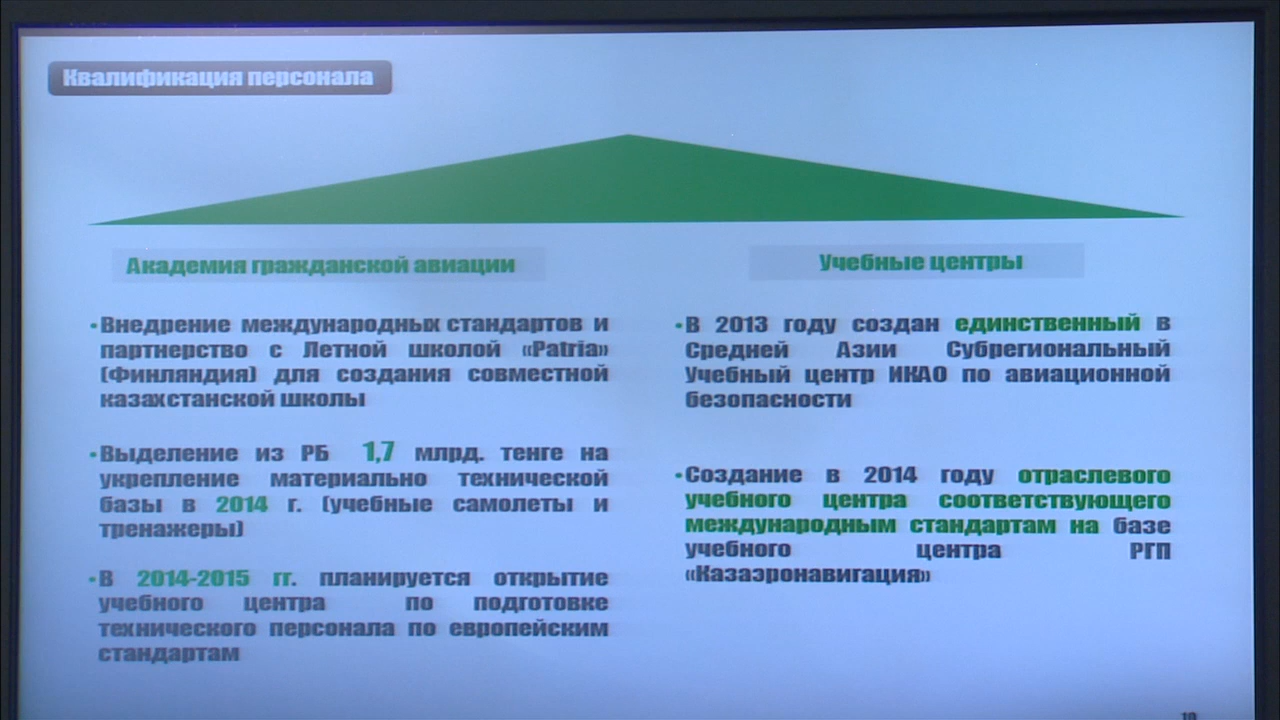 Квалификация персонала
Академия гражданской авиации
•Внедрение международных стандартов и
партнерство с Летной школой «Patria»
(Финляндия) для создания совместной
казахстанской школы
•Выделение из РБ 1,7 млрд. тенге на
укрепление материально технической
базы в 2014 г. (учебные самолеты и
тренажеры)
•В 2014-2015 гг. планируется открытие
учебного центра по подготовке
технического персонала по европейским
стандартам
Учебные центры
•В 2013 году создан единственный в
Средней Азии Субрегиональный
Учебный центр ИКАО по авиационной
безопасности
•Создание в 2014 году отраслевого
учебного центра соответствующего
международным стандартам на базе
учебного центра РГП
«Казаэронавигация»